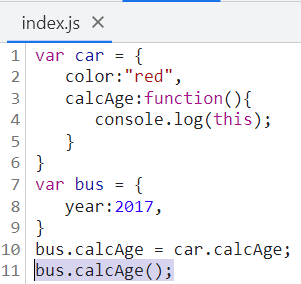 index.js ×
1 var car = {
2    color:"red",
3    calcAge:function(){
4       console.log(this);
5    }
6 }
7 var bus = {
8    year:2017,
9 }
10 bus.calcAge = car.calcAge;
11 bus.calcAge();